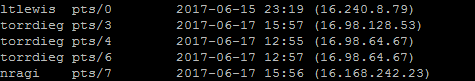 ltlewis  pts/0        2017-06-15 23:19 (16.240.8.79)
torrdieg pts/3        2017-06-17 15:57 (16.98.128.53)
torrdieg pts/4        2017-06-17 12:55 (16.98.64.67)
torrdieg pts/6        2017-06-17 12:57 (16.98.64.67)
nragi    pts/7        2017-06-17 15:56 (16.168.242.23)